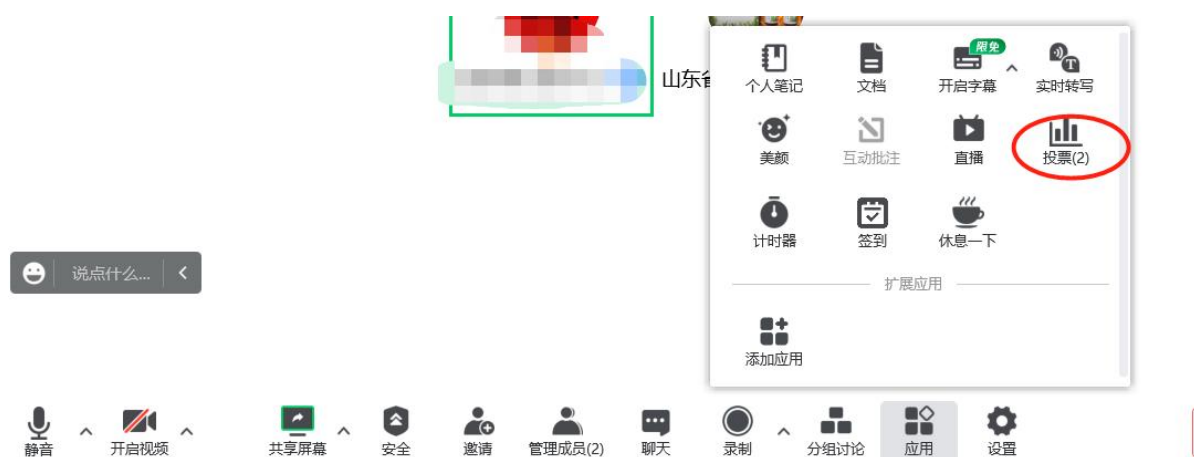 山东省
限免
个人笔记 文档 开启字幕 实时转写
美颜 互动批注 直播 投票(2)
计时器 签到 休息一下
说点什么...
扩展应用
添加应用
静音 开启视频 共享屏幕 安全 邀请 管理成员(2) 聊天 录制 分组讨论 应用 设置